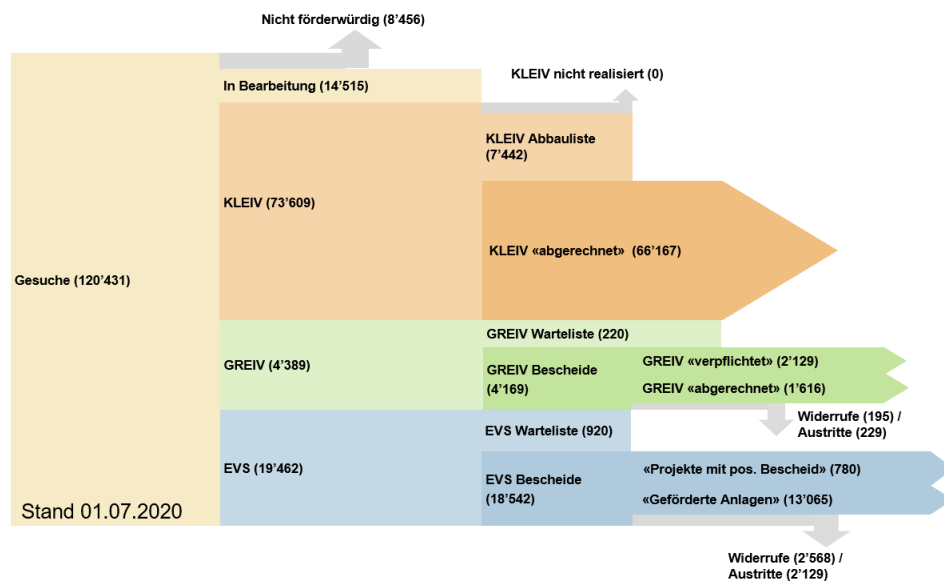 Nicht förderwürdig (8’456)
In Bearbeitung (14’515)
KLEIV nicht realisiert (0)
KLEIV Abbauliste
(7’442)
KLEIV (73’609)
KLEIV «abgerechnet» (66’167)
Gesuche (120’431)
GREIV Warteliste (220)
GREIV (4’389)
GREIV Bescheide
(4’169)
GREIV «verpflichtet» (2’129)
GREIV «abgerechnet» (1’616)
Widerrufe (195) /
Austritte (229)
EVS Warteliste (920)
EVS (19’462)
EVS Bescheide
(18’542)
«Projekte mit pos. Bescheid» (780)
«Geförderte Anlagen» (13’065)
Stand 01.07.2020
Widerrufe (2’568) /
Austritte (2’129)